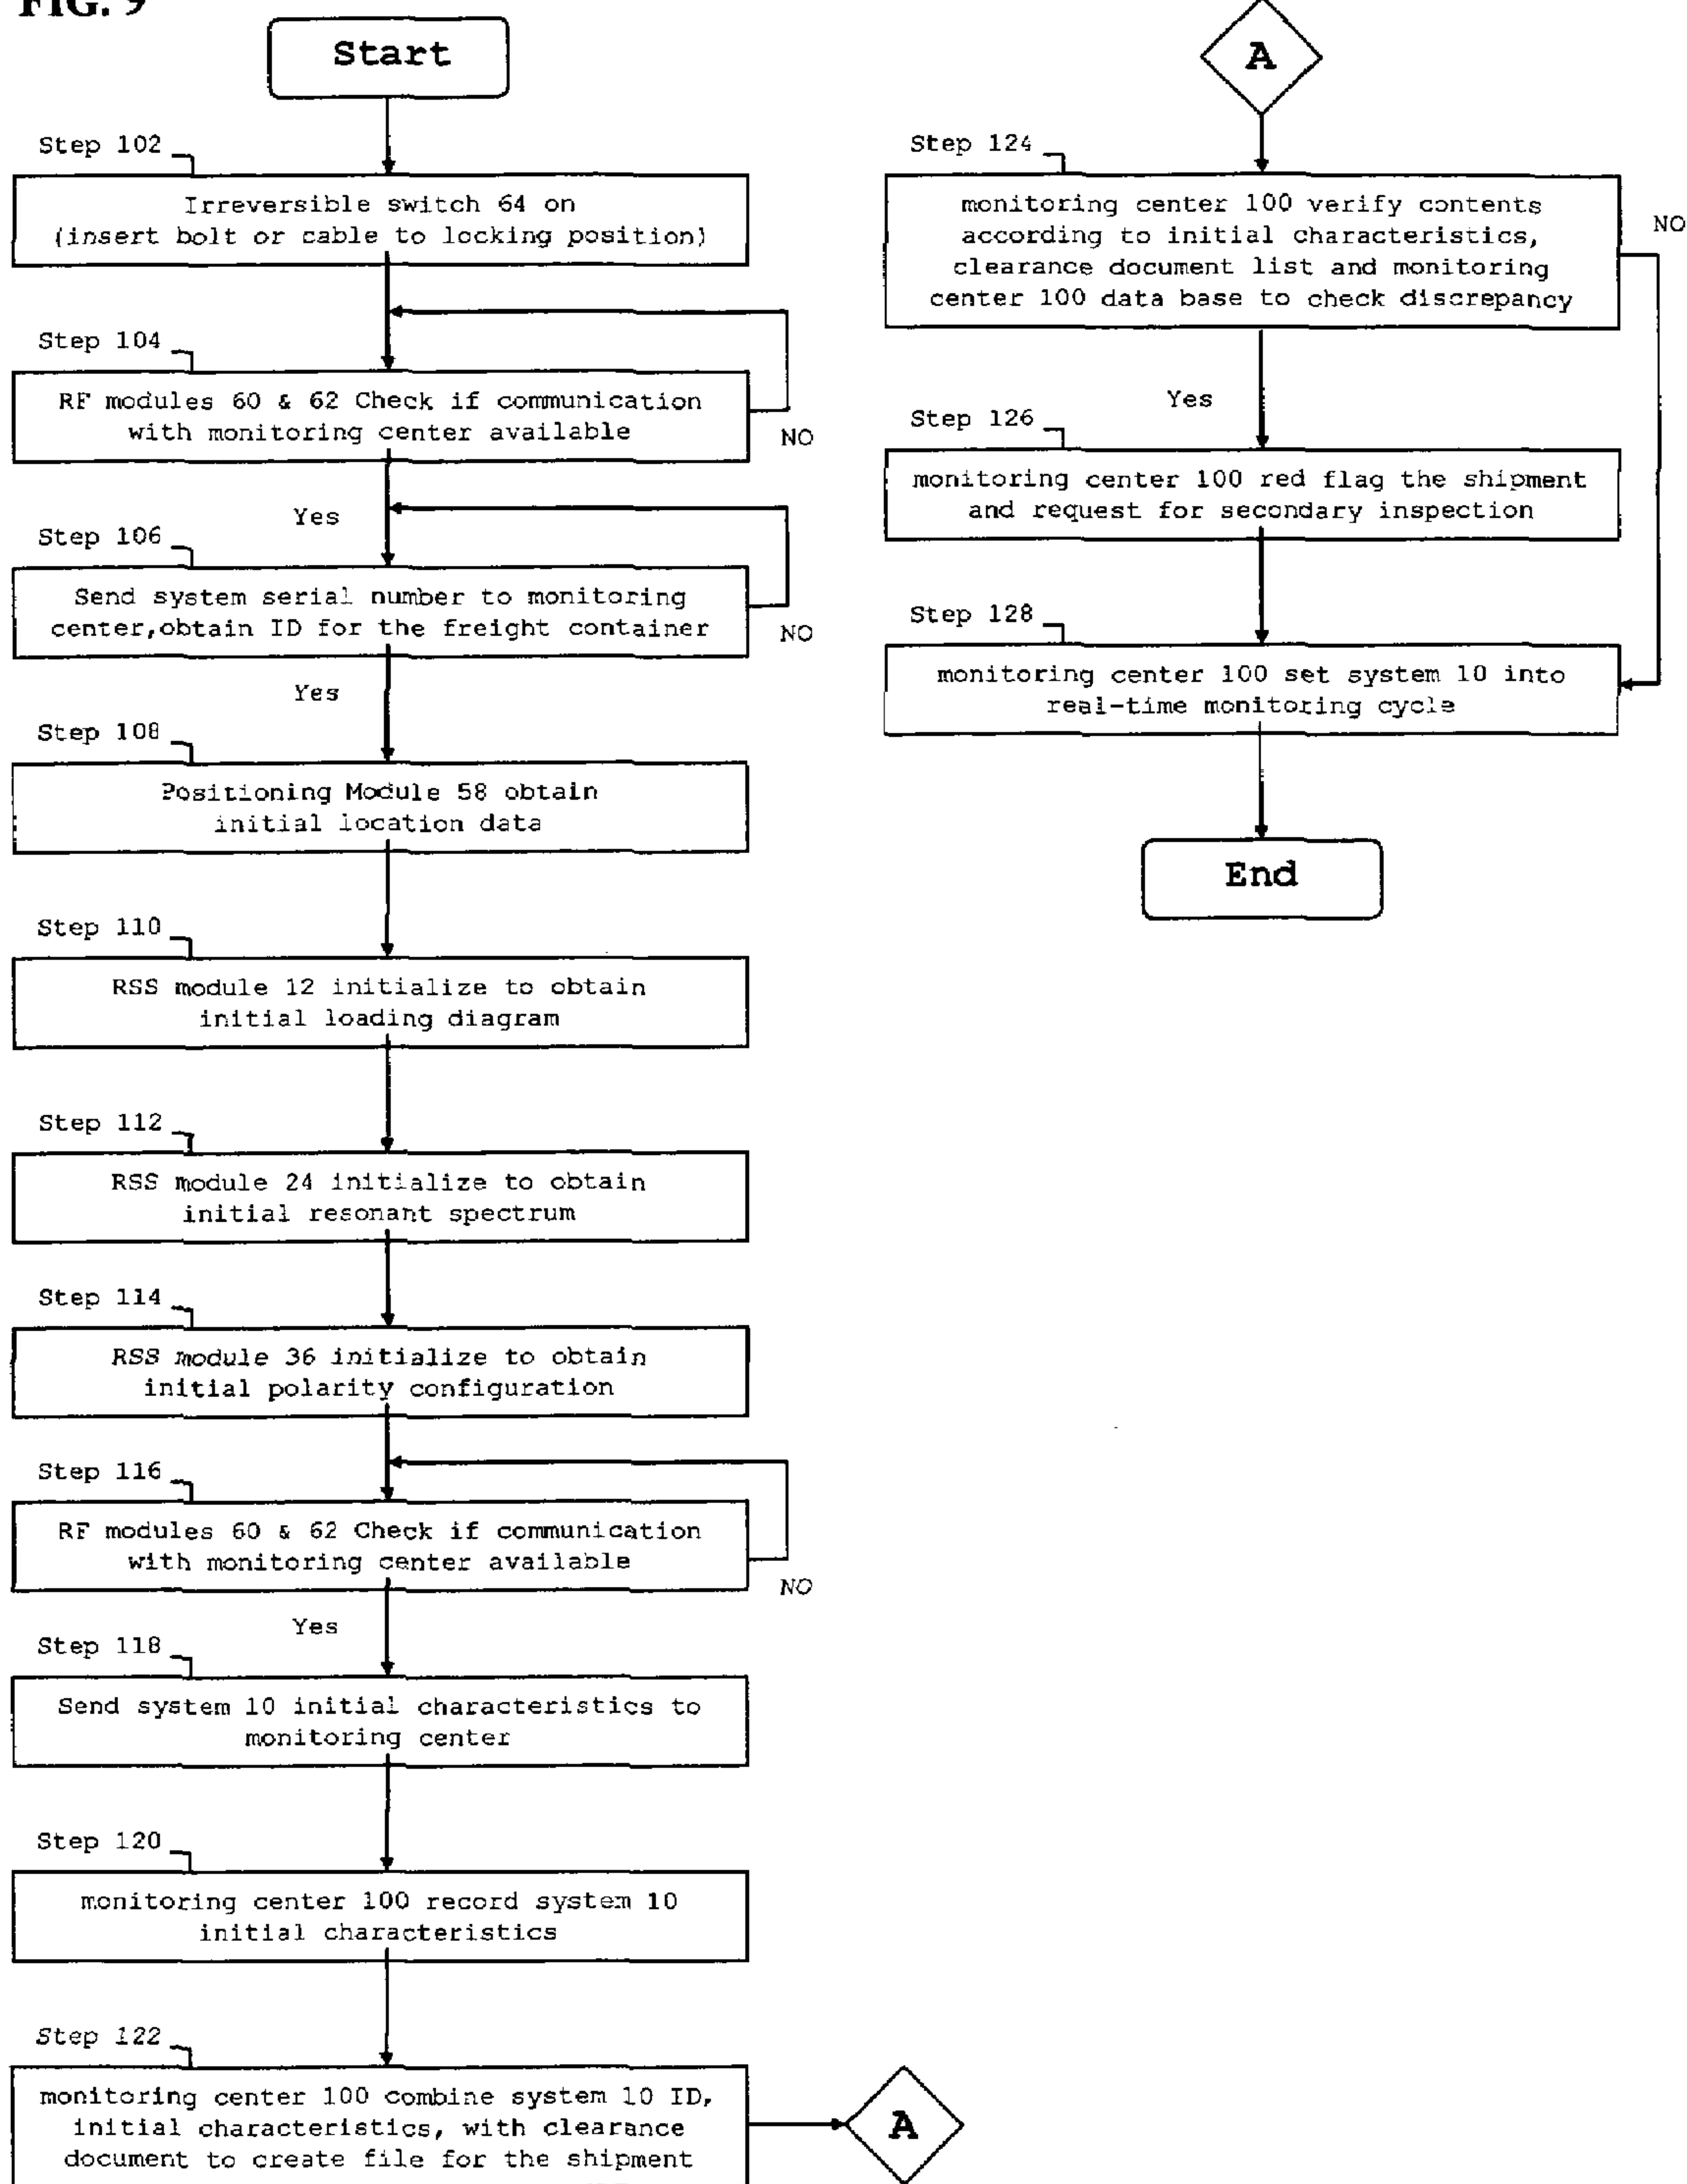 FIG. 9
Start
Step 102
Irreversible switch 64 on
(insert bolt or cable to locking position)
Step 104
RF modules 60 & 62 Check if communication
with monitoring center available
NO
Yes
Step 106
Send system serial number to monitoring
center,obtain ID for the freight container
NO
Yes
Step 108
Positioning Module 58 obtain
initial location data
Step 110
RSS module 12 initialize to obtain
initial loading diagram
Step 112
RSS module 24 initialize to obtain
initial resonant spectrum
Step 114
RSS module 36 initialize to obtain
initial polarity configuration
Step 116
RF modules 60 & 62 Check if communication
with monitoring center available
NO
Yes
Step 118
Send system 10 initial characteristics to
monitoring center
Step 120
monitoring center 100 record system 10
initial characteristics
Step 122
monitoring center 100 combine system 10 ID,
initial characteristics, with clearance
document to create file for the shipment
A
A
Step 124
monitoring center 100 verify contents
according to initial characteristics,
clearance document list and monitoring
center 100 data base to check discrepancy
NO
Yes
Step 126
monitoring center 100 red flag the shipment
and request for secondary inspection
Step 128
monitoring center 100 set system 10 into
real-time monitoring cycle
End